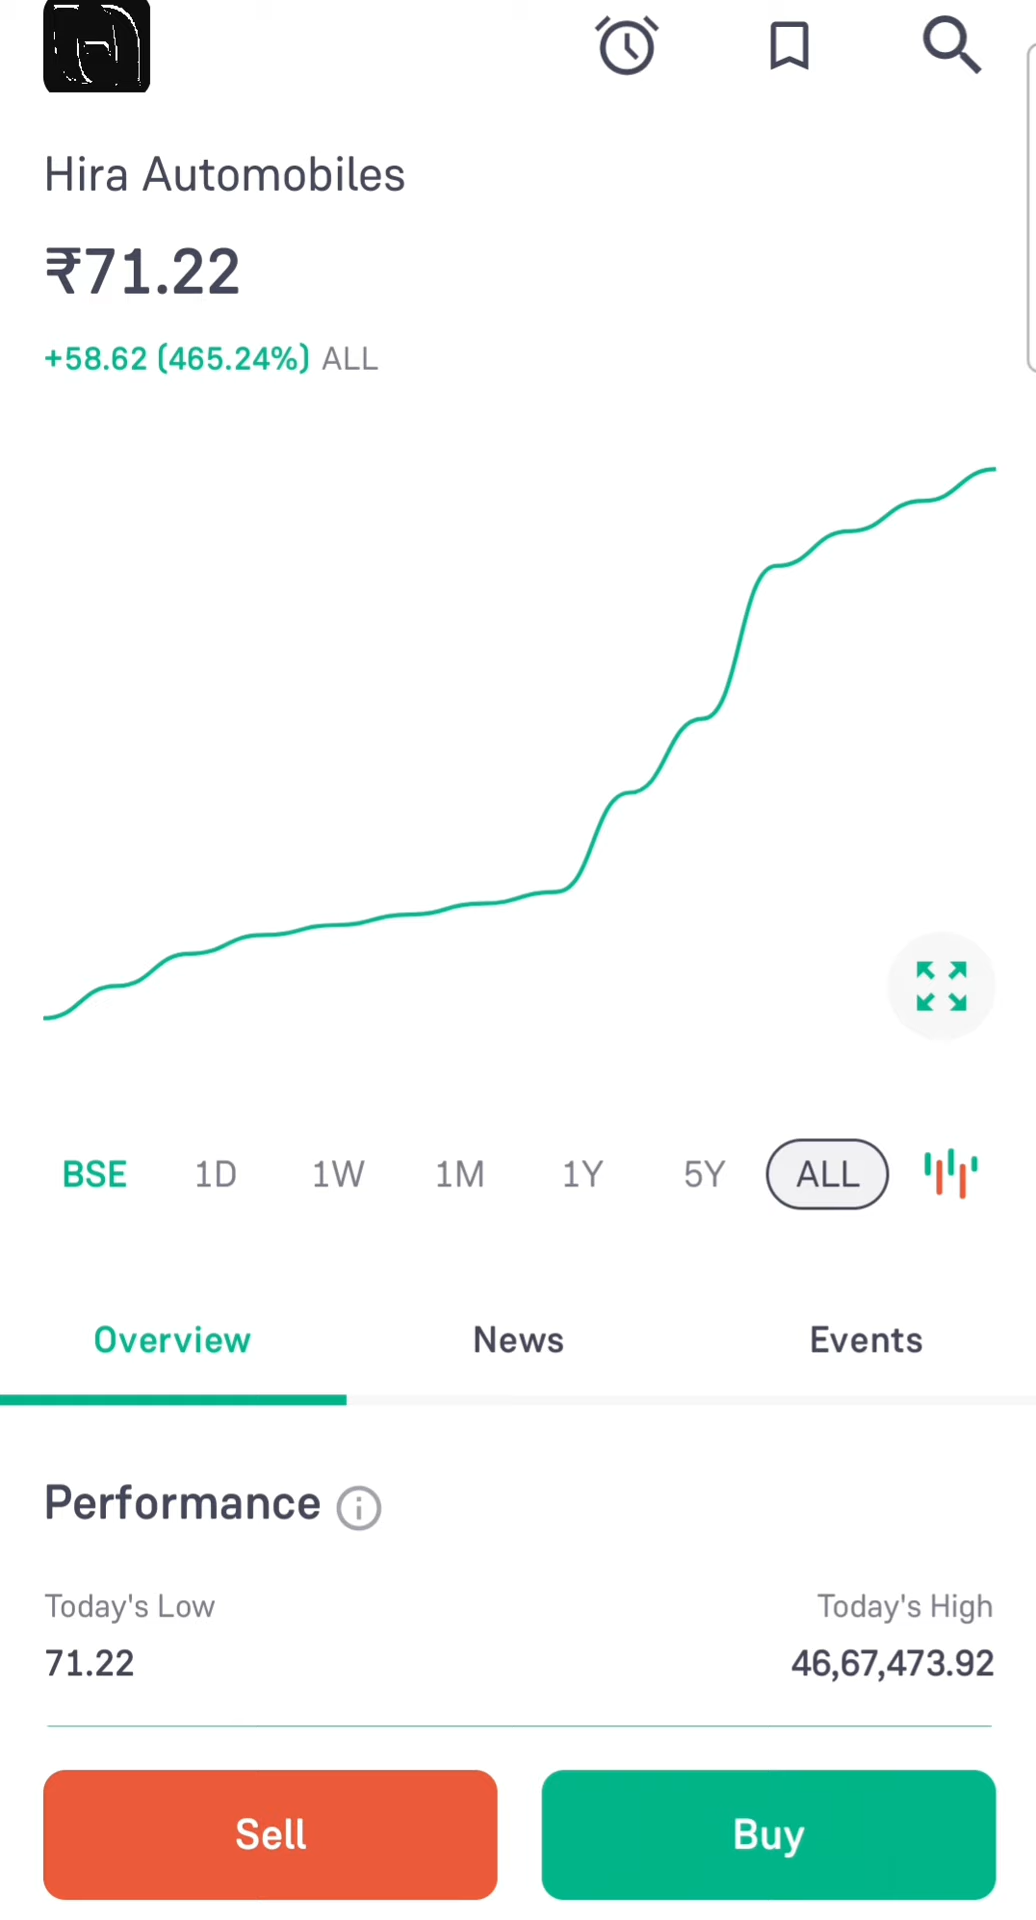 Hira Automobiles
₹71.22
+58.62 (465.24%) ALL
BSE 1D 1W 1M 1Y 5Y ALL
Overview News Events
Performance
Today's Low Today's High
71.22 46,67,473.92
Sell Buy